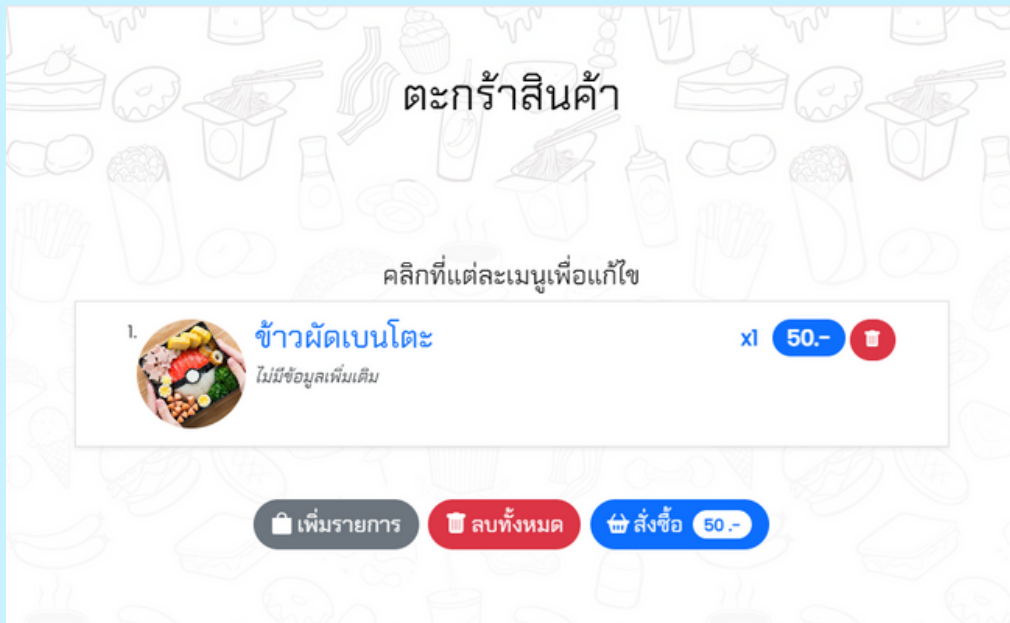 ตะกร้าสินค้า
คลิกที่แต่ละเมนูเพื่อแก้ไข
1. ข้าวผัดเบนโตะ x1 50.-
ไม่มีข้อมูลเพิ่มเติม
เพิ่มรายการ ลบทั้งหมด สั่งซื้อ 50 .-